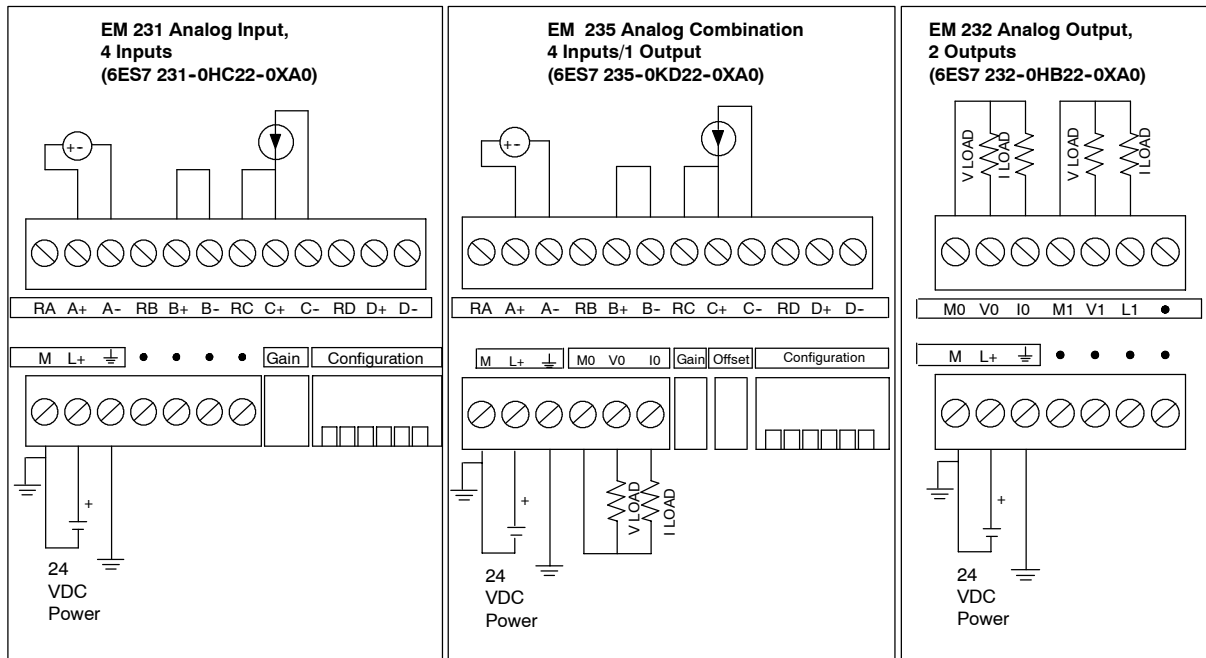 EM 231 Analog Input,
4 Inputs
(6ES7 231-0HC22-0XA0)
+-
RA A+ A- RB B+ B- RC C+ C- RD D+ D-
M L+ • • • • Gain Configuration
+
24
VDC
Power
EM 235 Analog Combination
4 Inputs/1 Output
(6ES7 235-0KD22-0XA0)
+-
RA A+ A- RB B+ B- RC C+ C- RD D+ D-
M L+ M0 V0 I0 Gain Offset Configuration
+
V LOAD
I LOAD
24
VDC
Power
EM 232 Analog Output,
2 Outputs
(6ES7 232-0HB22-0XA0)
V LOAD
I LOAD
V LOAD
I LOAD
M0 V0 I0 M1 V1 L1 •
M L+ • • • •
+
24
VDC
Power